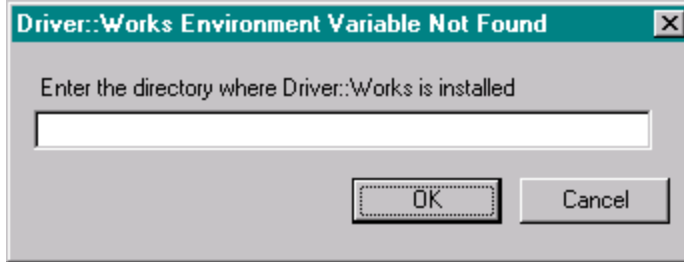 Driver::Works Environment Variable Not Found
Enter the directory where Driver::Works is installed
OK Cancel